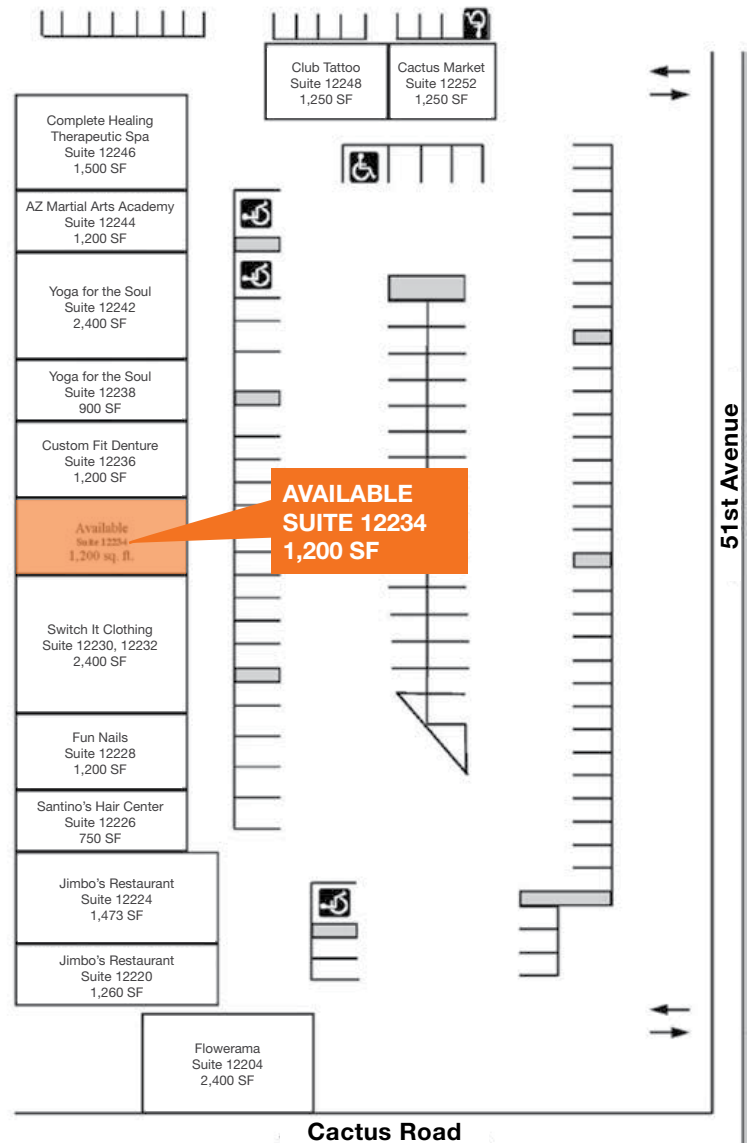 Club Tattoo
Suite 12248
1,250 SF
Cactus Market
Suite 12252
1,250 SF
Complete Healing
Therapeutic Spa
Suite 12246
1,500 SF
AZ Martial Arts Academy
Suite 12244
1,200 SF
Yoga for the Soul
Suite 12242
2,400 SF
Yoga for the Soul
Suite 12238
900 SF
Custom Fit Denture
Suite 12236
1,200 SF
Available
Suite 12234
1,200 sq. fl.
AVAILABLE
SUITE 12234
1,200 SF
Switch It Clothing
Suite 12230, 12232
2,400 SF
Fun Nails
Suite 12228
1,200 SF
Santino's Hair Center
Suite 12226
750 SF
Jimbo's Restaurant
Suite 12224
1,473 SF
Jimbo's Restaurant
Suite 12220
1,260 SF
Flowerama
Suite 12204
2,400 SF
51st Avenue
Cactus Road